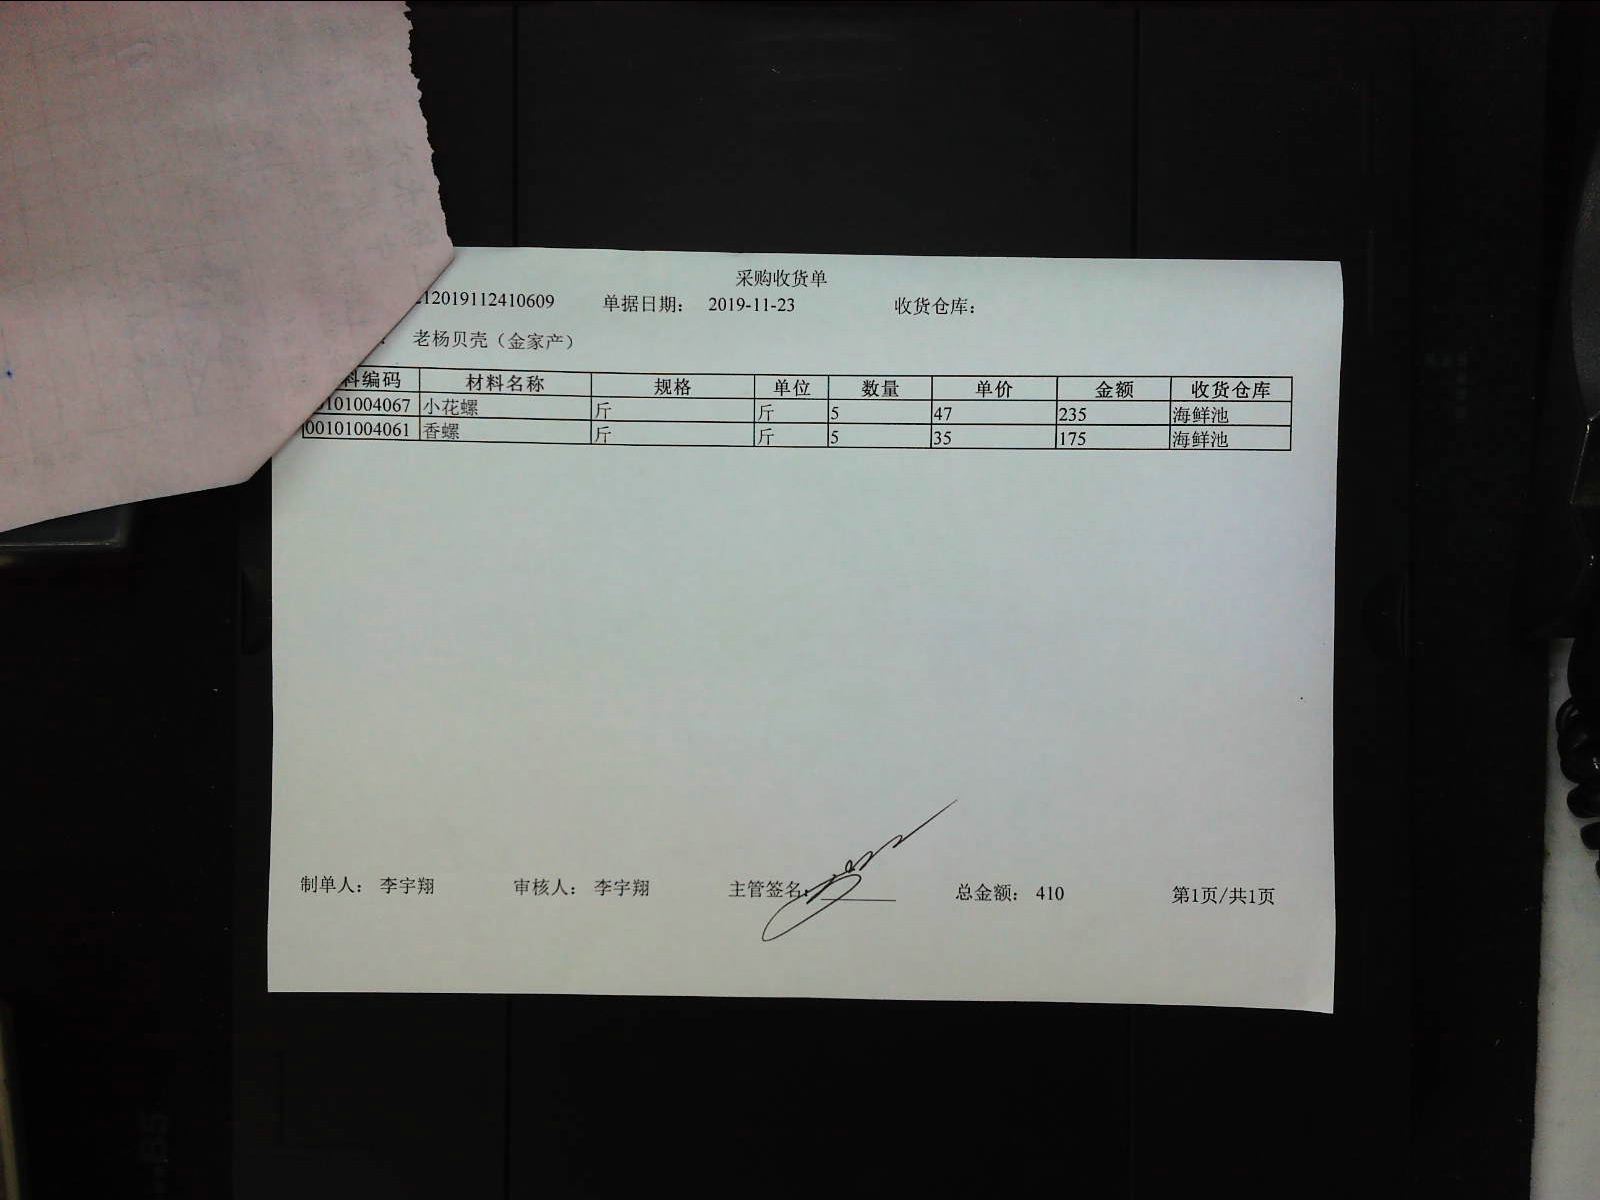 采购收货单
12019112410609 单据日期: 2019-11-23 收货仓库:
老杨贝壳（金家产）
料编码 材料名称 规格 单位 数量 单价 金额 收货仓库
101004067 小花螺 斤 斤 5 47 235 海鲜池
00101004061 香螺 斤 斤 5 35 175 海鲜池
制单人: 李宇翔 审核人: 李宇翔 主管签名: 总金额: 410 第1页/共1页